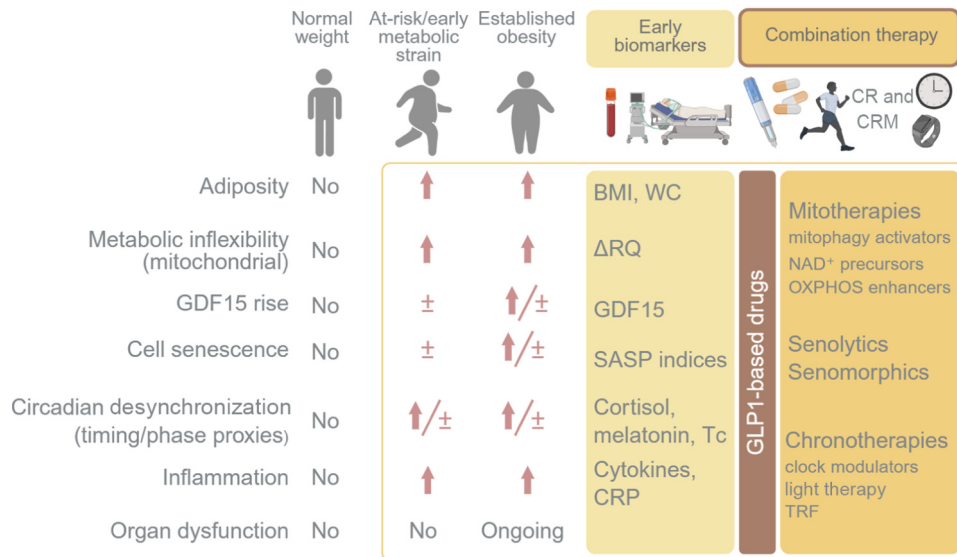 Normal
weight
At-risk/early
metabolic
strain
Established
obesity
Early
biomarkers
Combination therapy
CR and
CRM
Adiposity No ⬆ ⬆ BMI, WC
Metabolic inflexibility
(mitochondrial) No ⬆ ⬆ ΔRQ
GDF15 rise No ± ⬆/± GDF15
Cell senescence No ± ⬆/± SASP indices
Circadian desynchronization
(timing/phase proxies) No ⬆/± ⬆/± Cortisol,
melatonin, Tc
Inflammation No ⬆ ⬆ Cytokines,
CRP
Organ dysfunction No No Ongoing
GLP1-based drugs
Mitotherapies
mitophagy activators
NAD⁺ precursors
OXPHOS enhancers
Senolytics
Senomorphics
Chronotherapies
clock modulators
light therapy
TRF